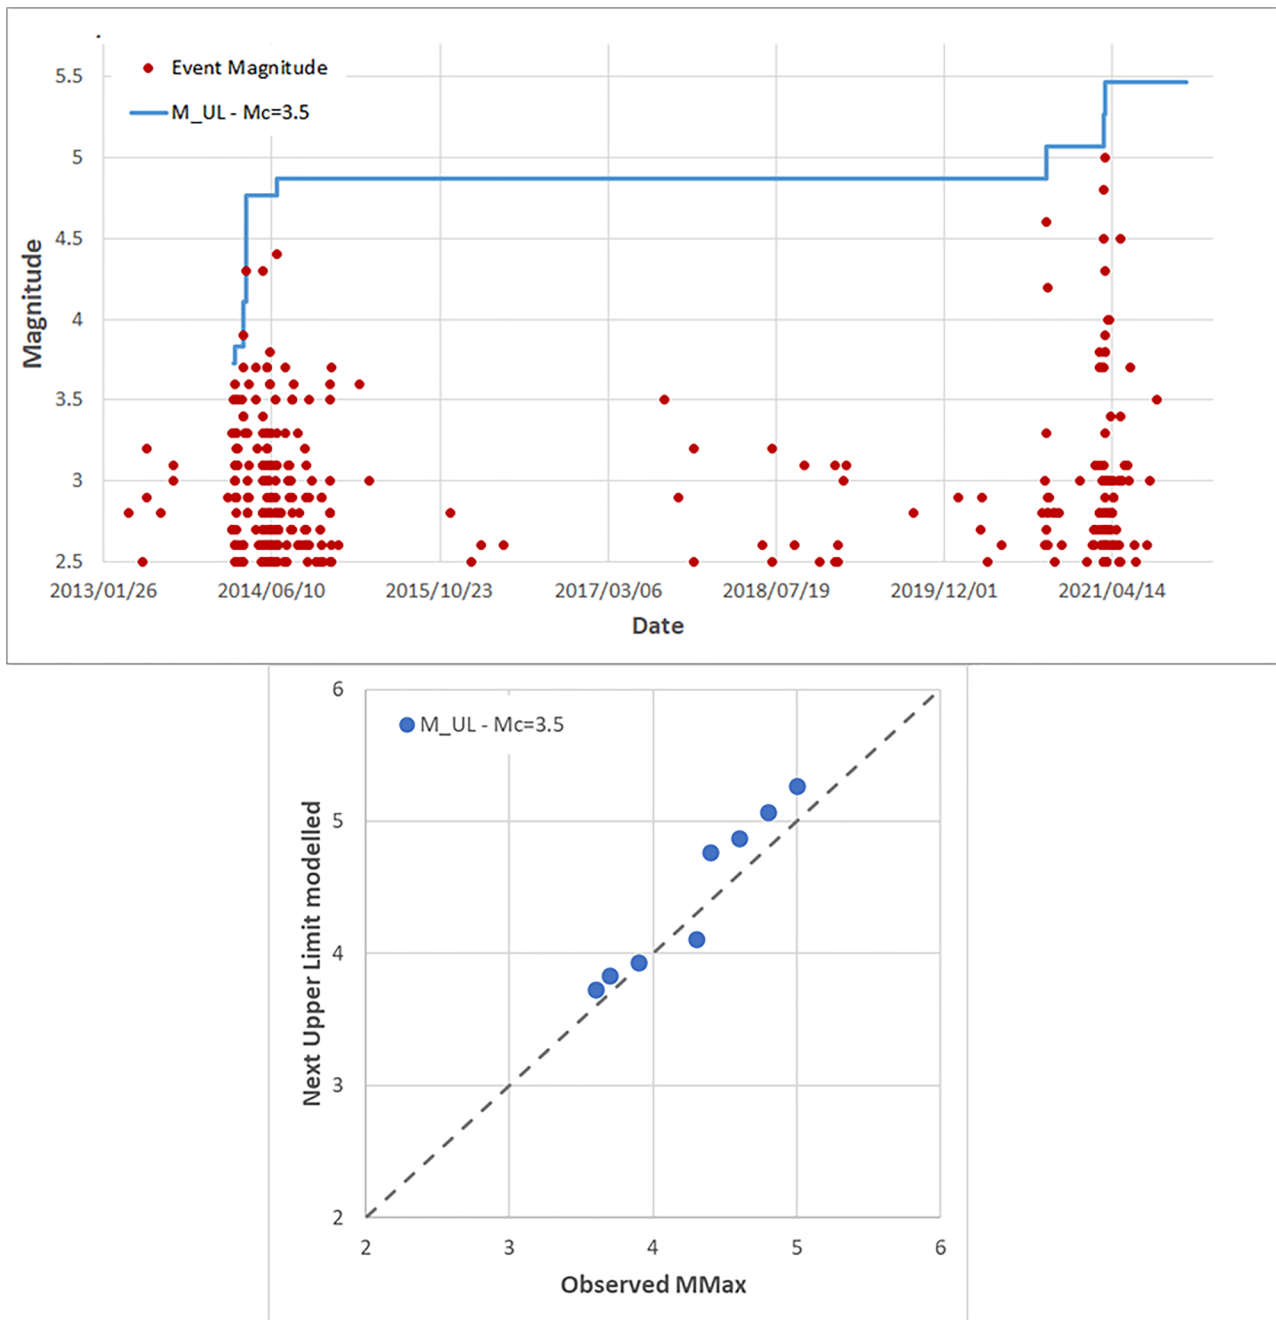 Event Magnitude
M_UL - Mc=3.5
5.5
5
4.5
4
3.5
3
2.5
Magnitude
2013/01/26 2014/06/10 2015/10/23 2017/03/06 2018/07/19 2019/12/01 2021/04/14
Date
M_UL - Mc=3.5
6
5
4
3
2
Next Upper Limit modelled
2 3 4 5 6
Observed MMax